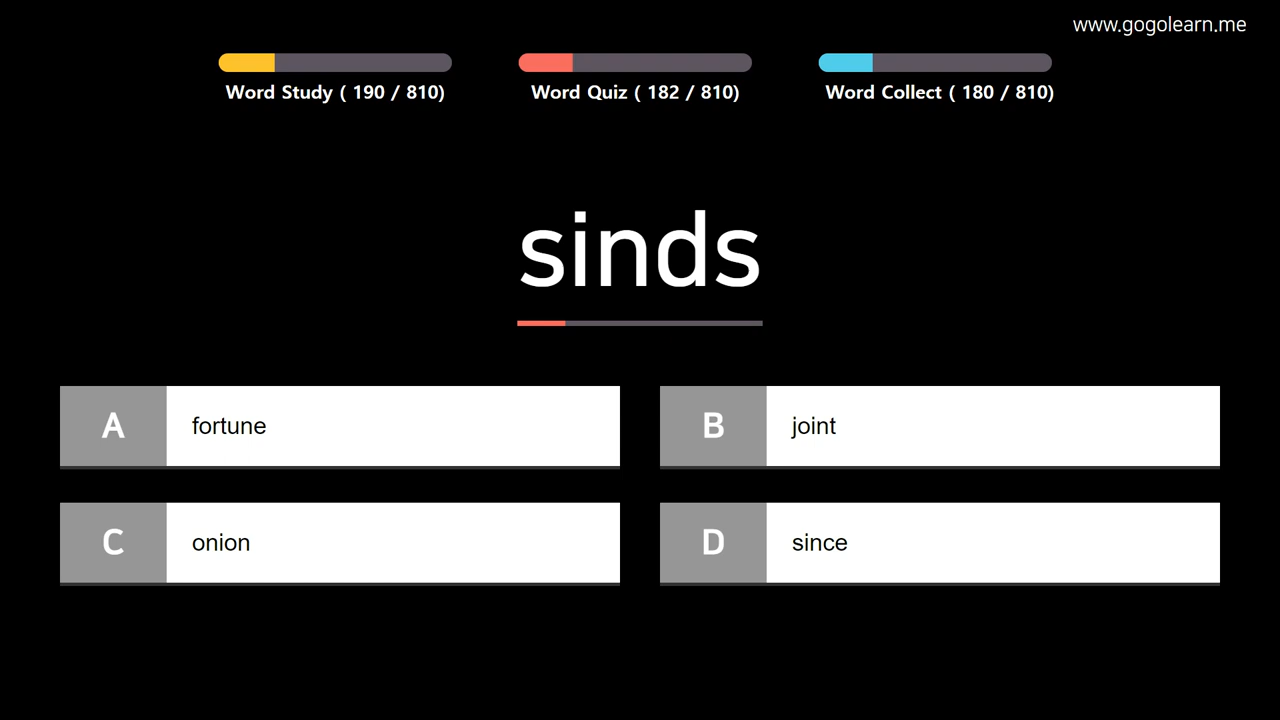 www.gogolearn.me
Word Study ( 190 / 810)
Word Quiz ( 182 / 810)
Word Collect ( 180 / 810)
sinds
A fortune
B joint
C onion
D since